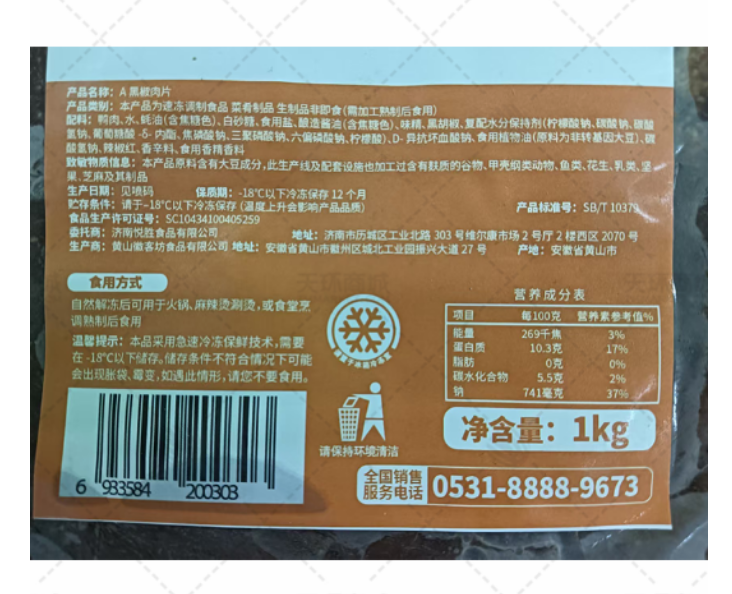 产品名称：A 黑椒肉片
产品类别：本产品为速冻调制食品 菜肴制品 生制品非即食(需加工熟制后食用)
配料：鸭肉、水、蚝油(含焦糖色)、白砂糖、食用盐、酿造酱油(含焦糖色)、味精、黑胡椒、复配水分保持剂(柠檬酸钠、碳酸钠、碳酸
氢钠、葡萄糖酸 -δ- 内酯、焦磷酸钠、三聚磷酸钠、六偏磷酸钠、柠檬酸)、D- 异抗坏血酸钠、食用植物油(原料为非转基因大豆)、碳
酸氢钠、辣椒红、香辛料、食用香精香料
致敏物质信息：本产品原料含有大豆成分，此生产线及配套设施也加工过含有麸质的谷物、甲壳纲类动物、鱼类、花生、乳类、坚
果、芝麻及其制品
生产日期：见喷码 保质期：-18℃以下冷冻保存 12 个月
贮存条件：请于-18℃以下冷冻保存 (温度上升会影响产品品质) 产品标准号：SB/T 10379
食品生产许可证号：SC10434100405259
委托商：济南悦胜食品有限公司 地址：济南市历城区工业北路 303 号维尔康市场 2 号厅 2 楼西区 2070 号
生产商：黄山徽客坊食品有限公司 地址：安徽省黄山市徽州区城北工业园振兴大道 27 号 产地：安徽省黄山市
食用方式
自然解冻后可用于火锅、麻辣烫涮烫，或食堂烹
调熟制后食用
温馨提示：本品采用急速冷冻保鲜技术，需要
在 -18℃以下储存。储存条件不符合情况下可能
会出现胀袋、霉变，如遇此情形，请您不要食用。
请保持环境清洁
营养成分表
项目 每100克 营养素参考值%
能量 269千焦 3%
蛋白质 10.3克 17%
脂肪 0克 0%
碳水化合物 5.5克 2%
钠 741毫克 37%
净含量：1kg
全国销售
服务电话 0531-8888-9673
6 933584 200303